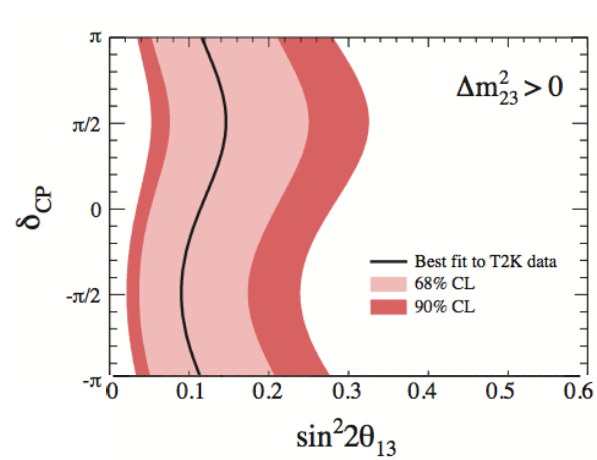 π
π/2
0
-π/2
-π
δCP
Δm²₂₃ > 0
Best fit to T2K data
68% CL
90% CL
0 0.1 0.2 0.3 0.4 0.5 0.6
sin²2θ₁₃